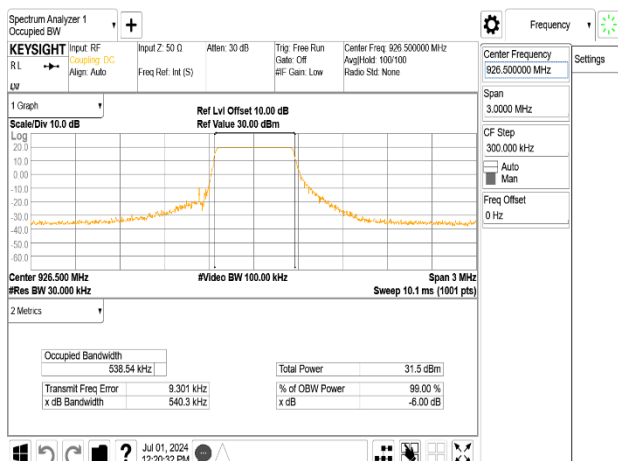 Spectrum Analyzer 1
Occupied BW
Frequency
KEYSIGHT
Input: RF
Coupling: DC
Align: Auto
Input Z: 50 Ω
Freq Ref: Int (S)
Atten: 30 dB
Trig: Free Run
Gate: Off
#IF Gain: Low
Center Freq: 926.500000 MHz
Avg|Hold: 100/100
Radio Std: None
RL
LXI
Center Frequency
926.500000 MHz
Settings
Span
3.0000 MHz
CF Step
300.000 kHz
Auto
Man
Freq Offset
0 Hz
1 Graph
Scale/Div 10.0 dB
Ref Lvl Offset 10.00 dB
Ref Value 30.00 dBm
Log
20.0
10.0
0.00
-10.0
-20.0
-30.0
-40.0
-50.0
-60.0
Center 926.500 MHz
#Video BW 100.00 kHz
Span 3 MHz
#Res BW 30.000 kHz
Sweep 10.1 ms (1001 pts)
2 Metrics
Occupied Bandwidth
538.54 kHz
Total Power 31.5 dBm
Transmit Freq Error 9.301 kHz
% of OBW Power 99.00 %
x dB Bandwidth 540.3 kHz
x dB -6.00 dB
?
Jul 01, 2024
12:20:32 PM